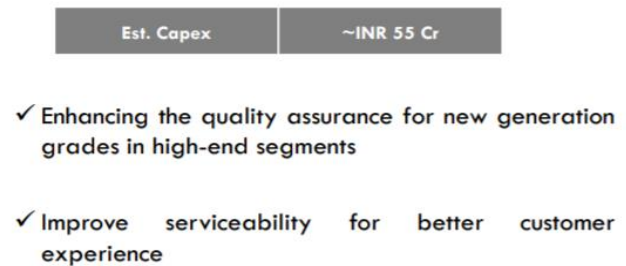 Est. Capex ~INR 55 Cr
✓ Enhancing the quality assurance for new generation
grades in high-end segments
✓ Improve serviceability for better customer
experience